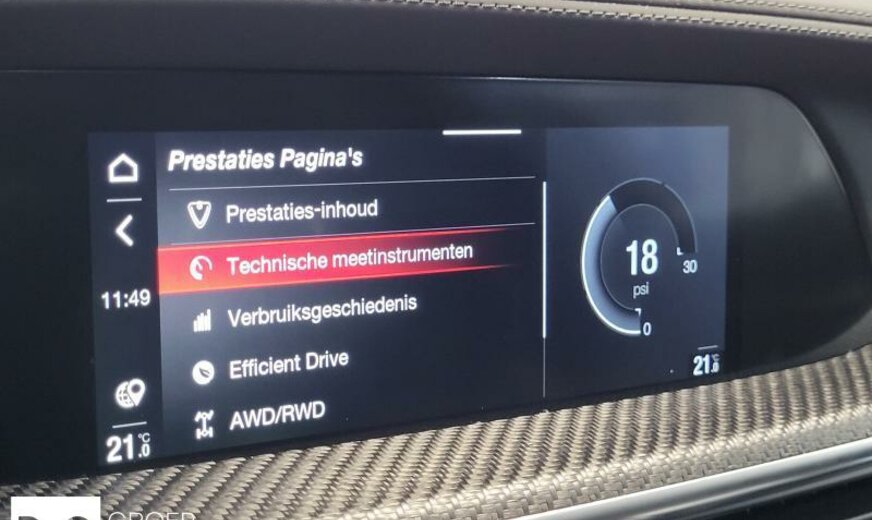 Prestaties Pagina's
Prestaties-inhoud
Technische meetinstrumenten
11:49
Verbruiksgeschiedenis
Efficient Drive
AWD/RWD
21.0 °C
18
psi
30
0
21.0 °C